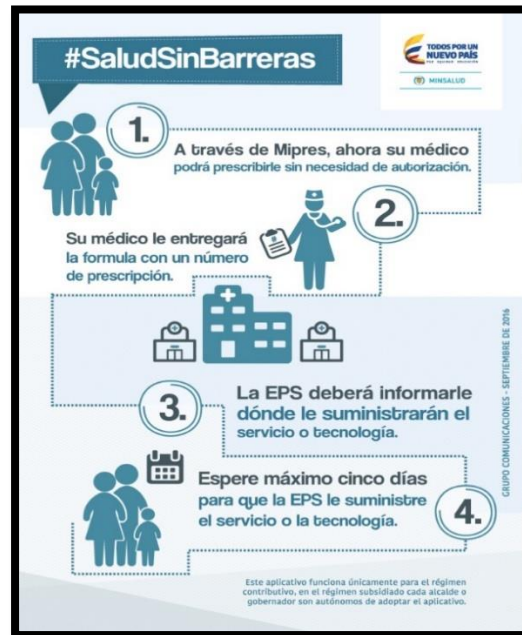 #SaludSinBarreras
TODOS POR UN
NUEVO PAÍS
PAZ EQUIDAD EDUCACIÓN
MINSALUD
1.
A través de Mipres, ahora su médico
podrá prescribirle sin necesidad de autorización.
2.
Su médico le entregará
la formula con un número
de prescripción.
3.
La EPS deberá informarle
dónde le suministrarán el
servicio o tecnología.
Espere máximo cinco días
para que la EPS le suministre
el servicio o la tecnología.
4.
GRUPO COMUNICACIONES - SEPTIEMBRE DE 2016
Este aplicativo funciona únicamente para el régimen
contributivo, en el régimen subsidiado cada alcalde o
gobernador son autónomos de adoptar el aplicativo.